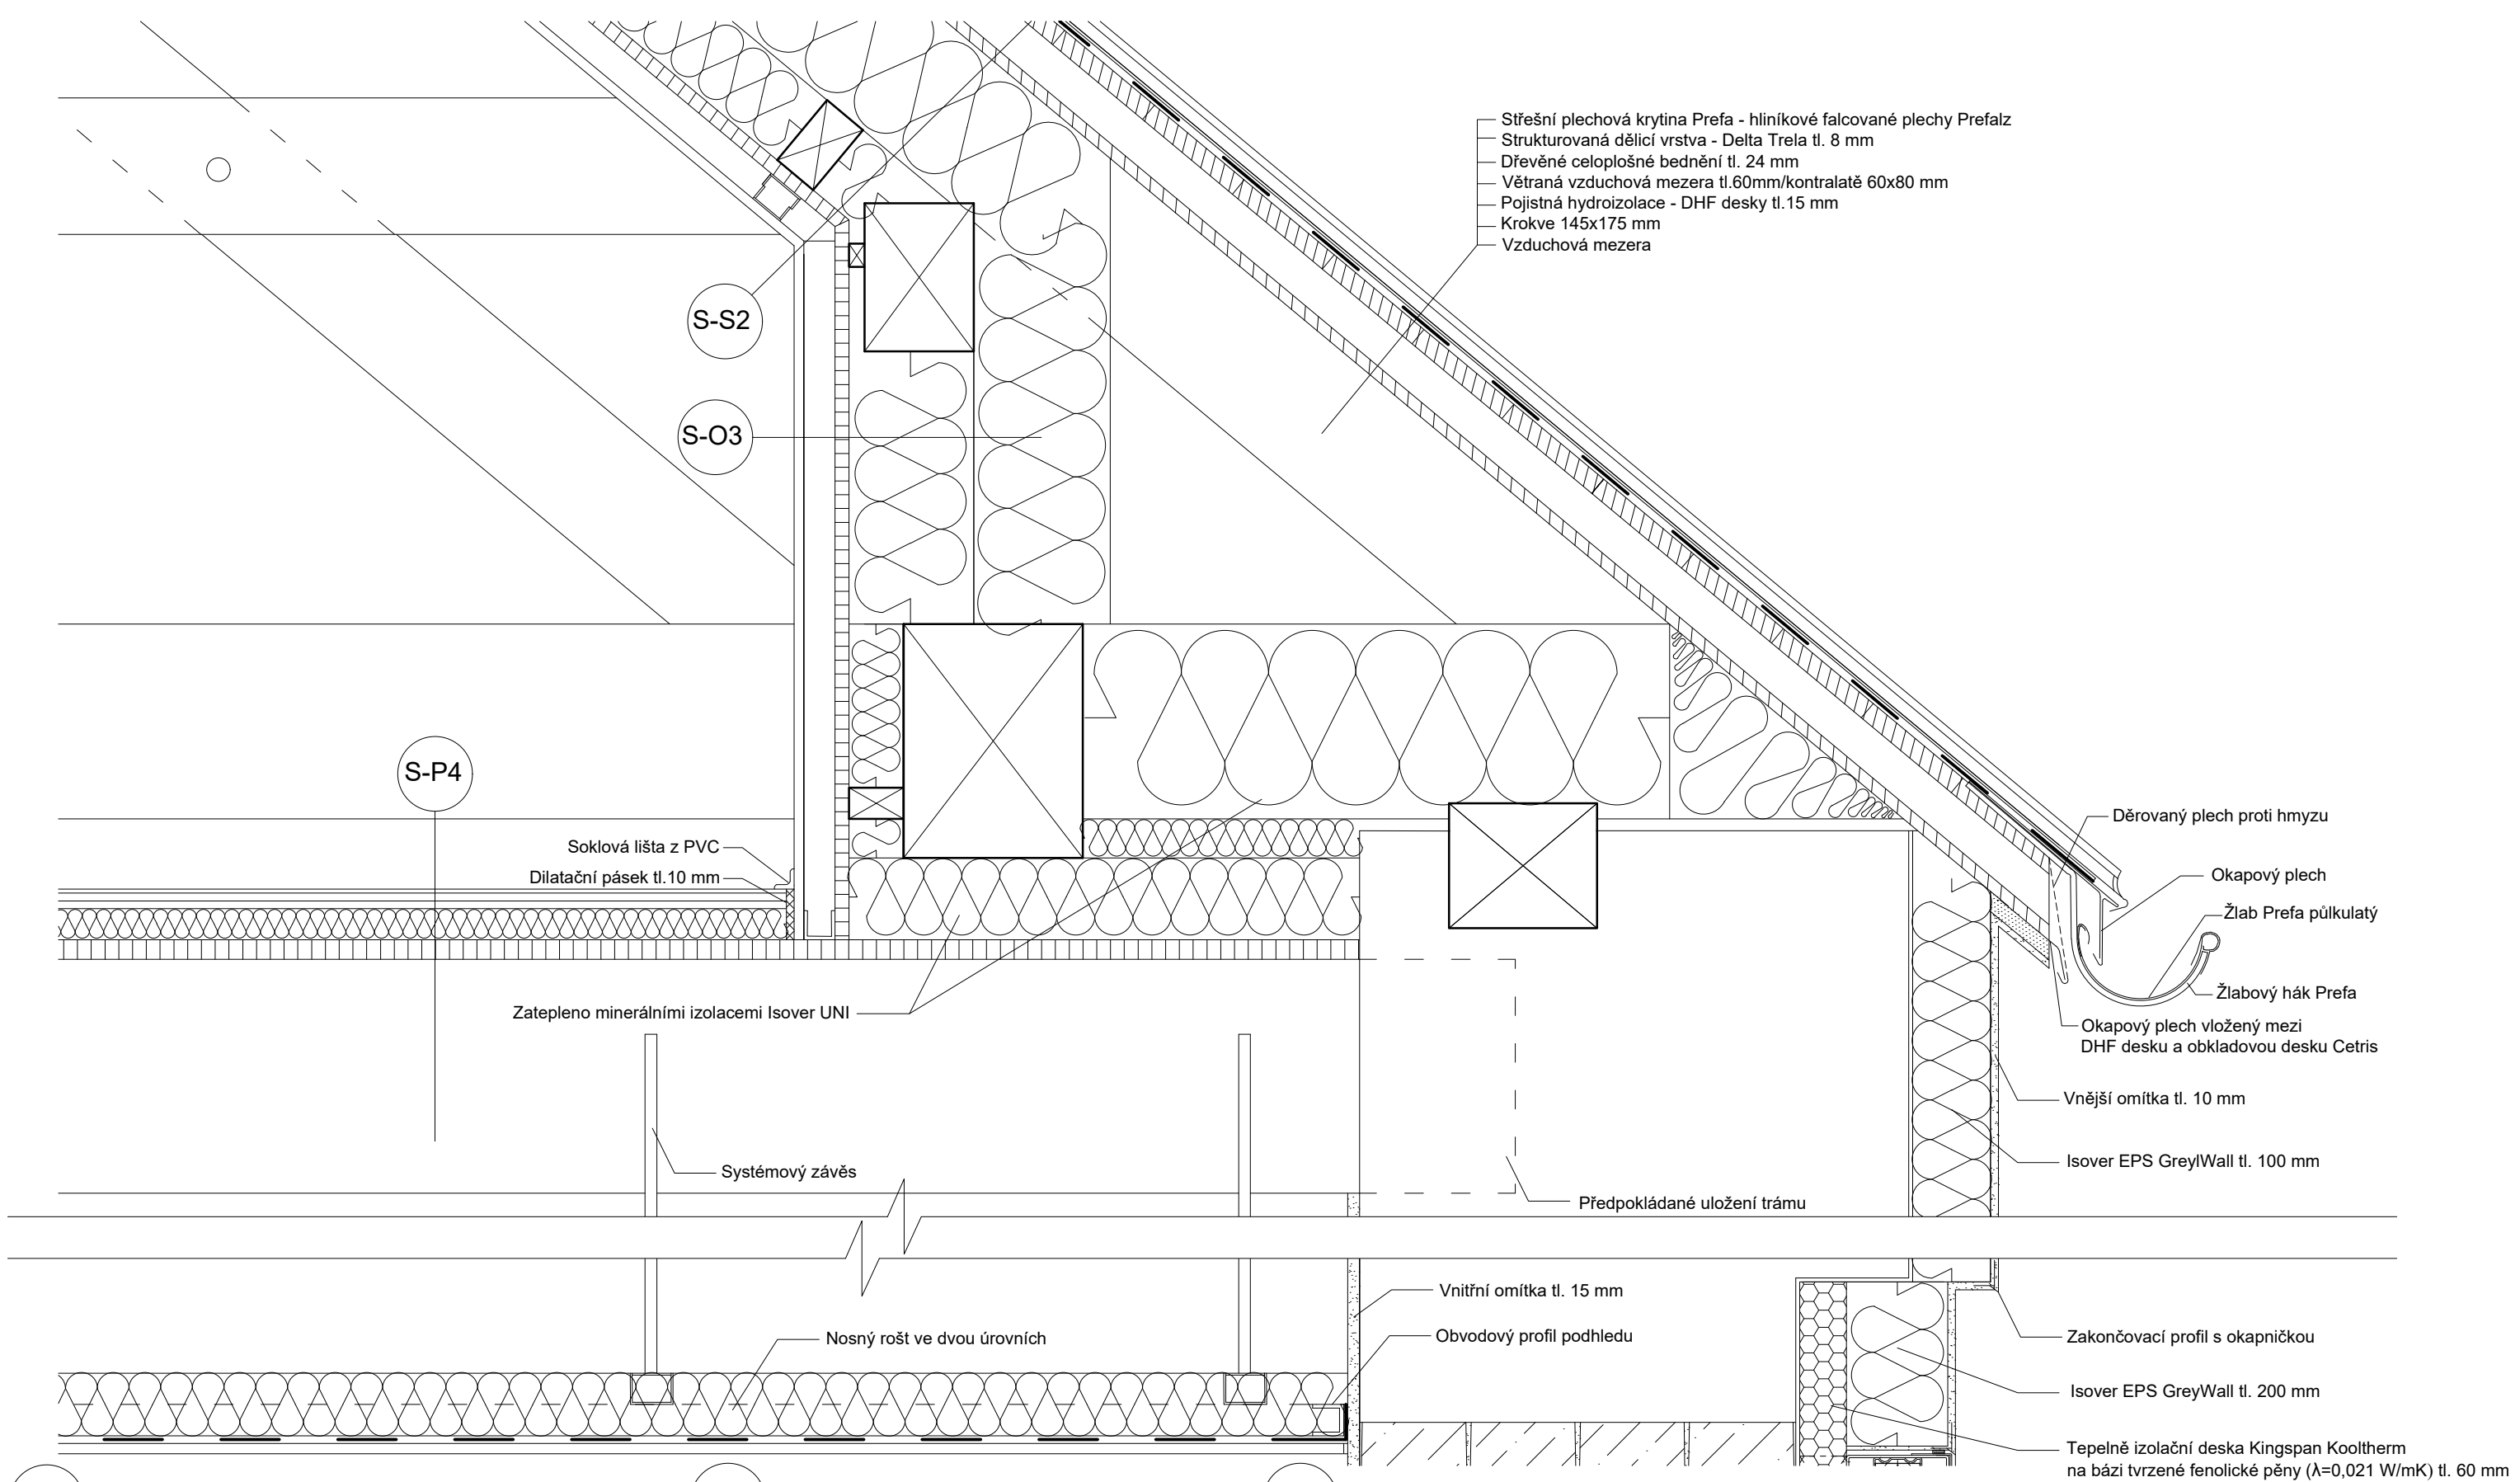 Střešní plechová krytina Prefa - hliníkové falcované plechy Prefalz
Strukturovaná dělicí vrstva - Delta Trela tl. 8 mm
Dřevěné celoplošné bednění tl. 24 mm
Větraná vzduchová mezera tl.60mm/kontralatě 60x80 mm
Pojistná hydroizolace - DHF desky tl.15 mm
Krokve 145x175 mm
Vzduchová mezera
S-S2
S-O3
S-P4
Soklová lišta z PVC
Dilatační pásek tl.10 mm
Zatepleno minerálními izolacemi Isover UNI
Systémový závěs
Předpokládané uložení trámu
Děrovaný plech proti hmyzu
Okapový plech
Žlab Prefa půlkulatý
Žlabový hák Prefa
Okapový plech vložený mezi
DHF desku a obkladovou desku Cetris
Vnější omítka tl. 10 mm
Isover EPS GreylWall tl. 100 mm
Vnitřní omítka tl. 15 mm
Obvodový profil podhledu
Nosný rošt ve dvou úrovních
Zakončovací profil s okapničkou
Isover EPS GreyWall tl. 200 mm
Tepelně izolační deska Kingspan Kooltherm
na bázi tvrzené fenolické pěny (λ=0,021 W/mK) tl. 60 mm